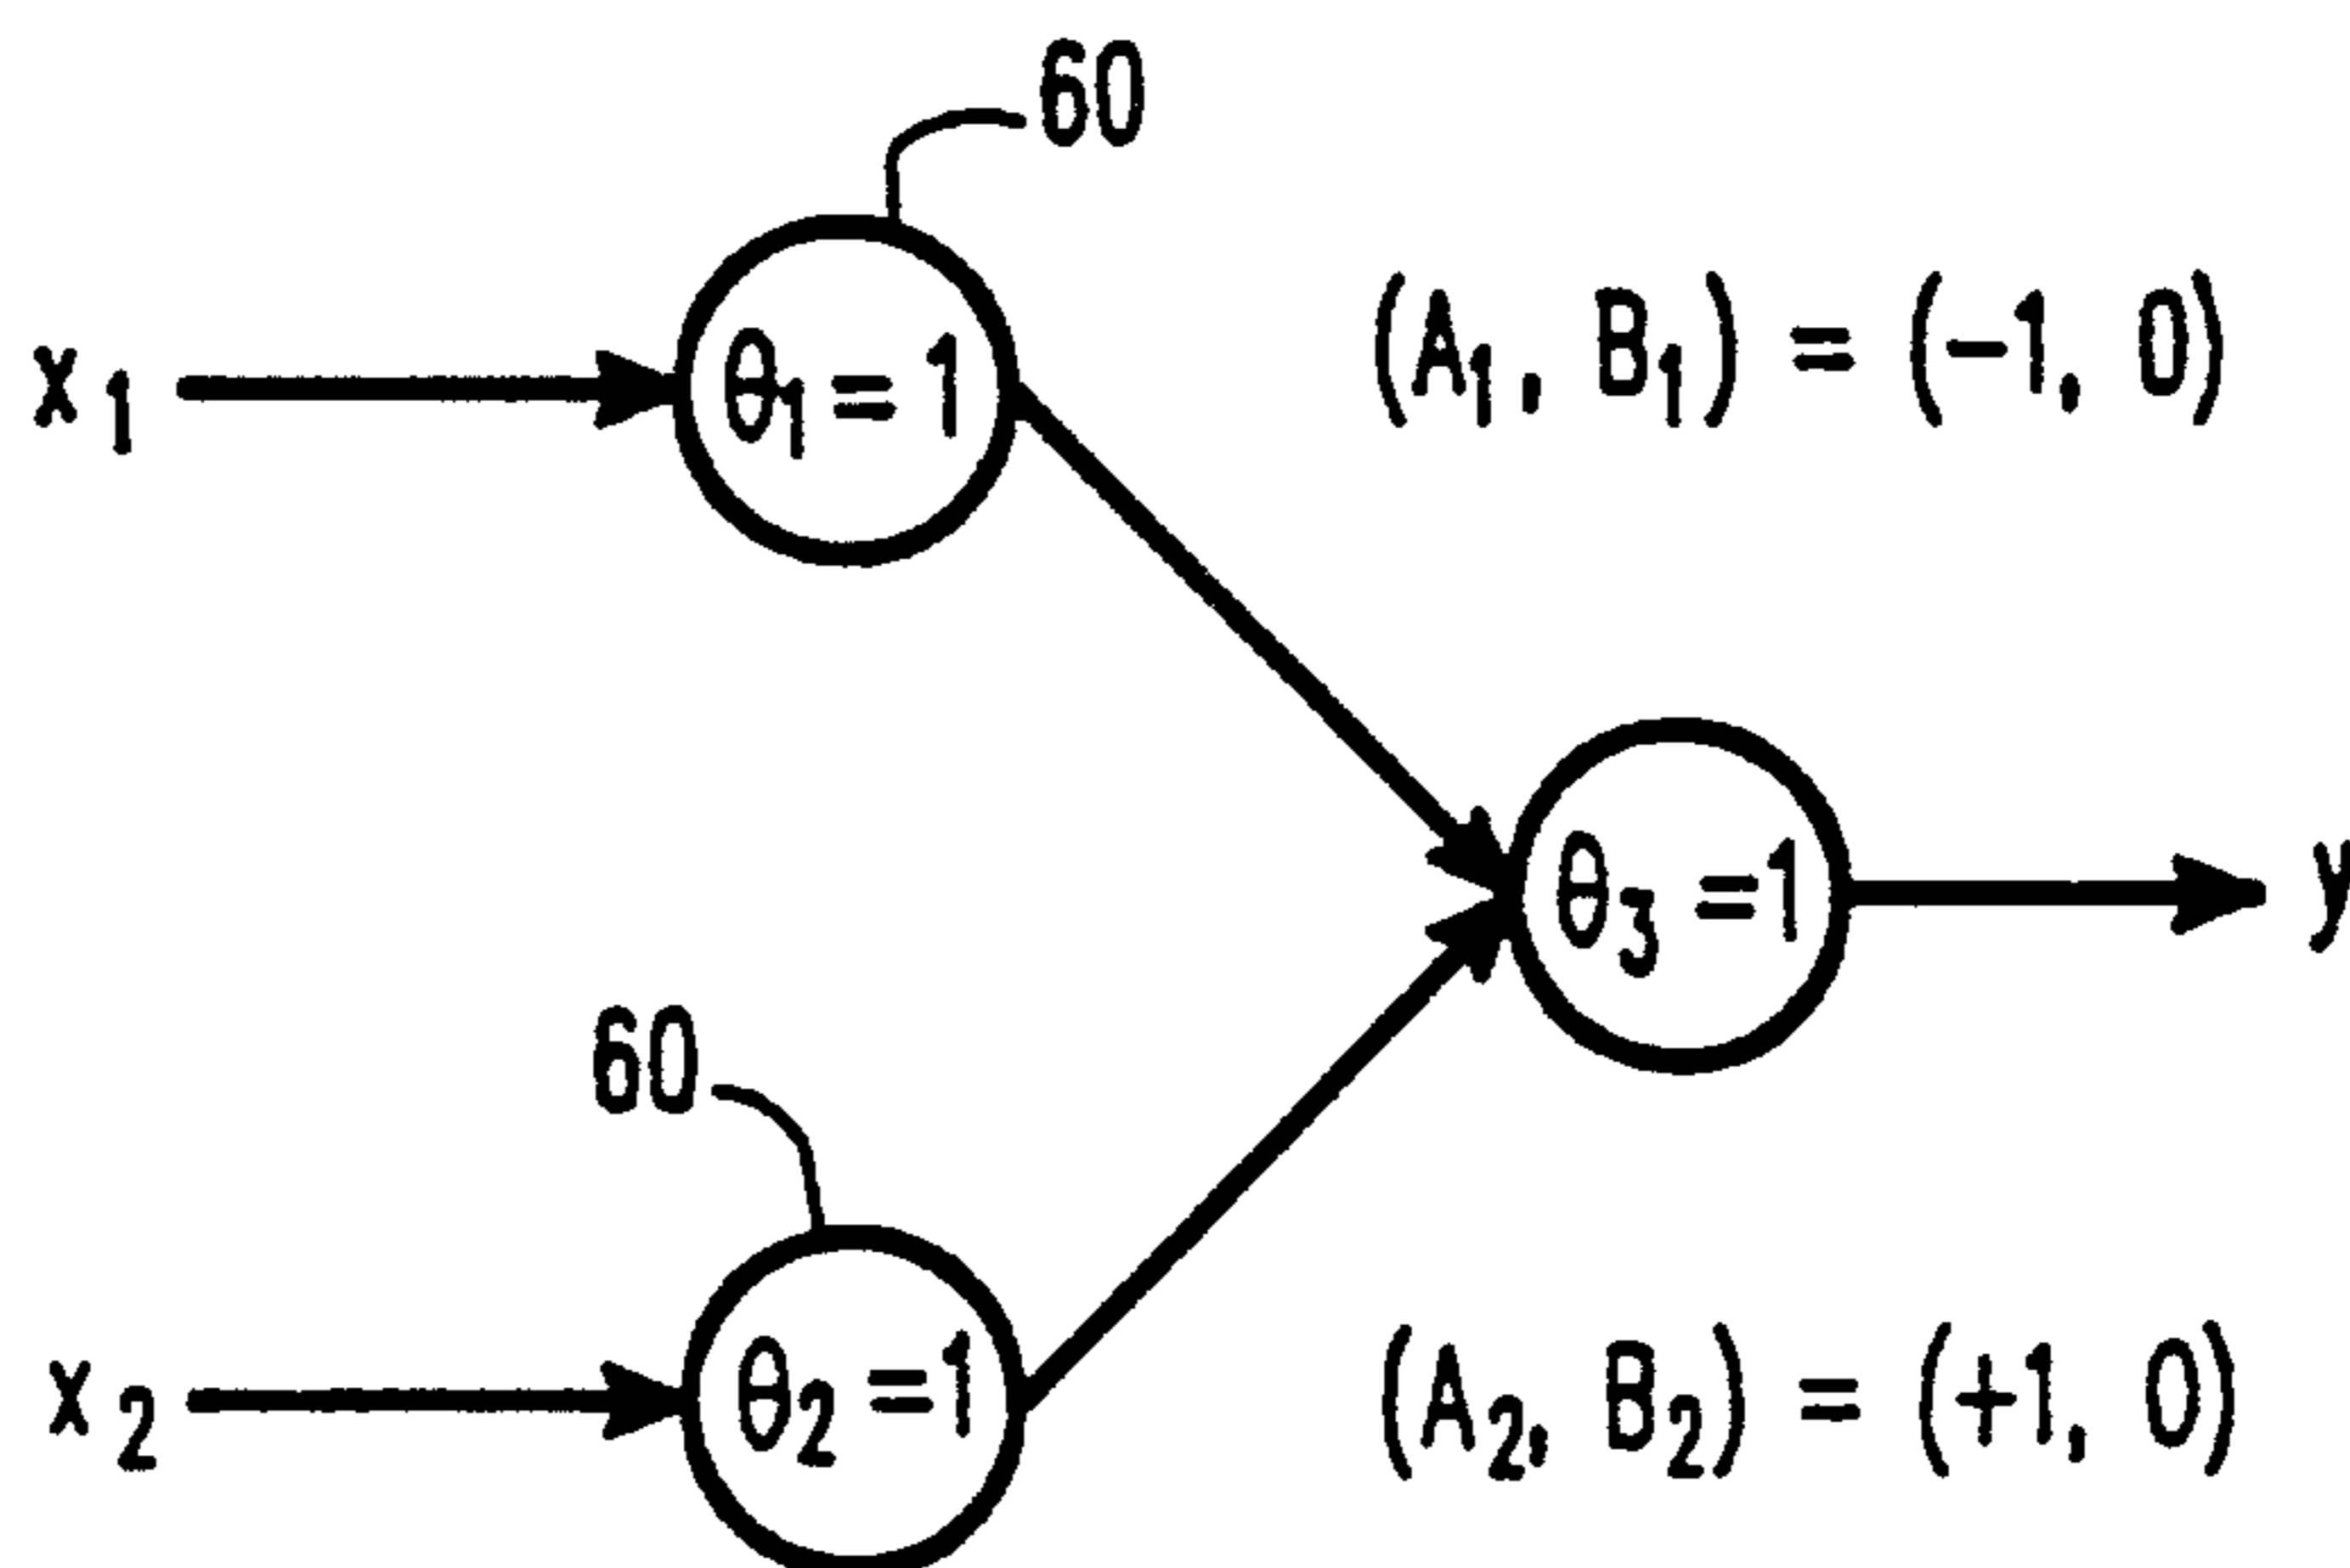 60
(A₁, B₁) = (-1, 0)
x₁
θ₁ = 1
θ₃ =1
y
60
x₂
θ₂ =1
(A₂, B₂) = (+1, 0)